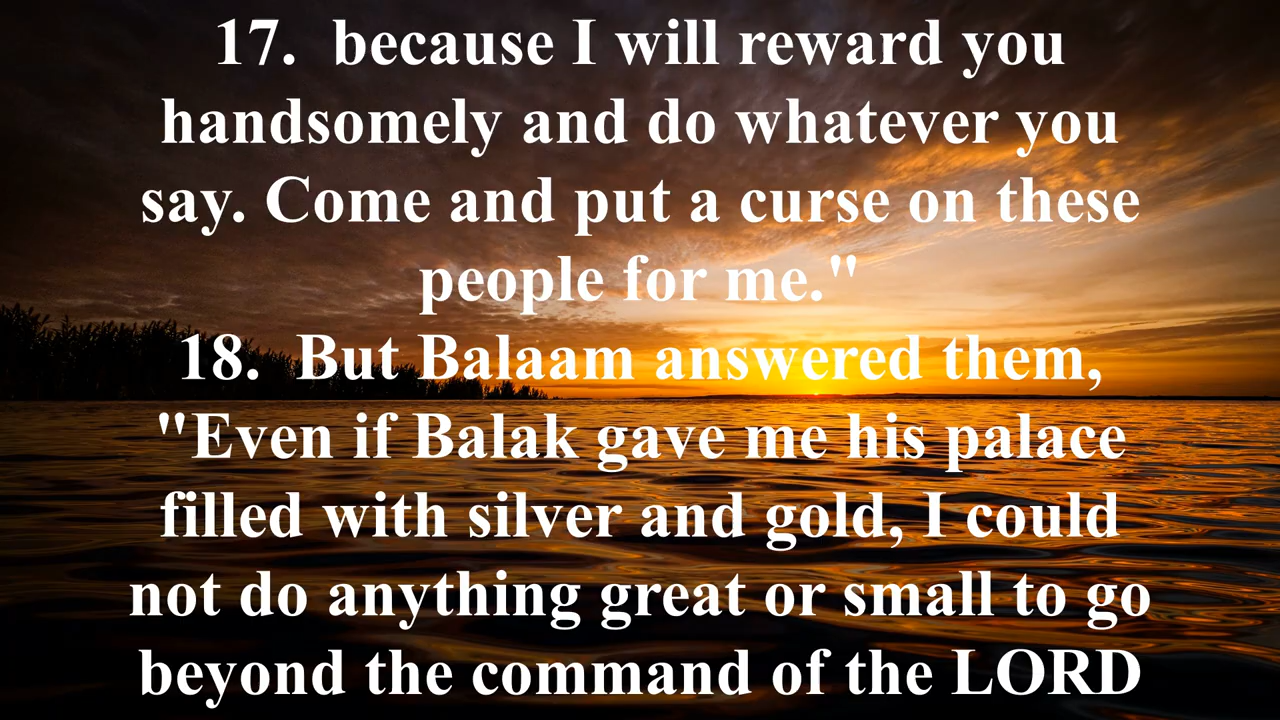 17.  because I will reward you
handsomely and do whatever you
say. Come and put a curse on these
people for me."
18.  But Balaam answered them,
"Even if Balak gave me his palace
filled with silver and gold, I could
not do anything great or small to go
beyond the command of the LORD